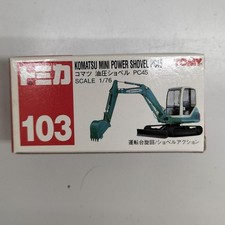 トミカ
KOMATSU MINI POWER SHOVEL PC45
TOMY
コマツ 油圧ショベル PC45
SCALE 1/76
103
運転台旋回/ショベルアクション